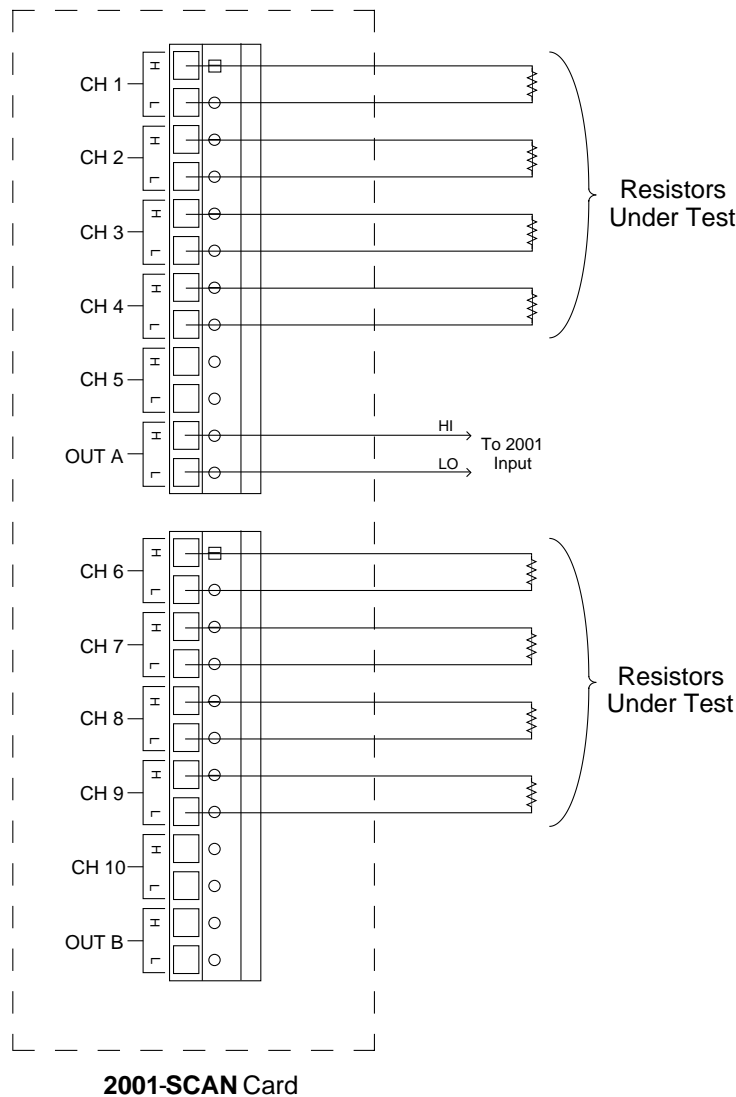 CH 1
H
L
CH 2
H
L
CH 3
H
L
CH 4
H
L
CH 5
H
L
OUT A
H
L
Resistors
Under Test
HI
LO
To 2001
Input
CH 6
H
L
CH 7
H
L
CH 8
H
L
CH 9
H
L
CH 10
H
L
OUT B
H
L
Resistors
Under Test
2001-SCAN Card